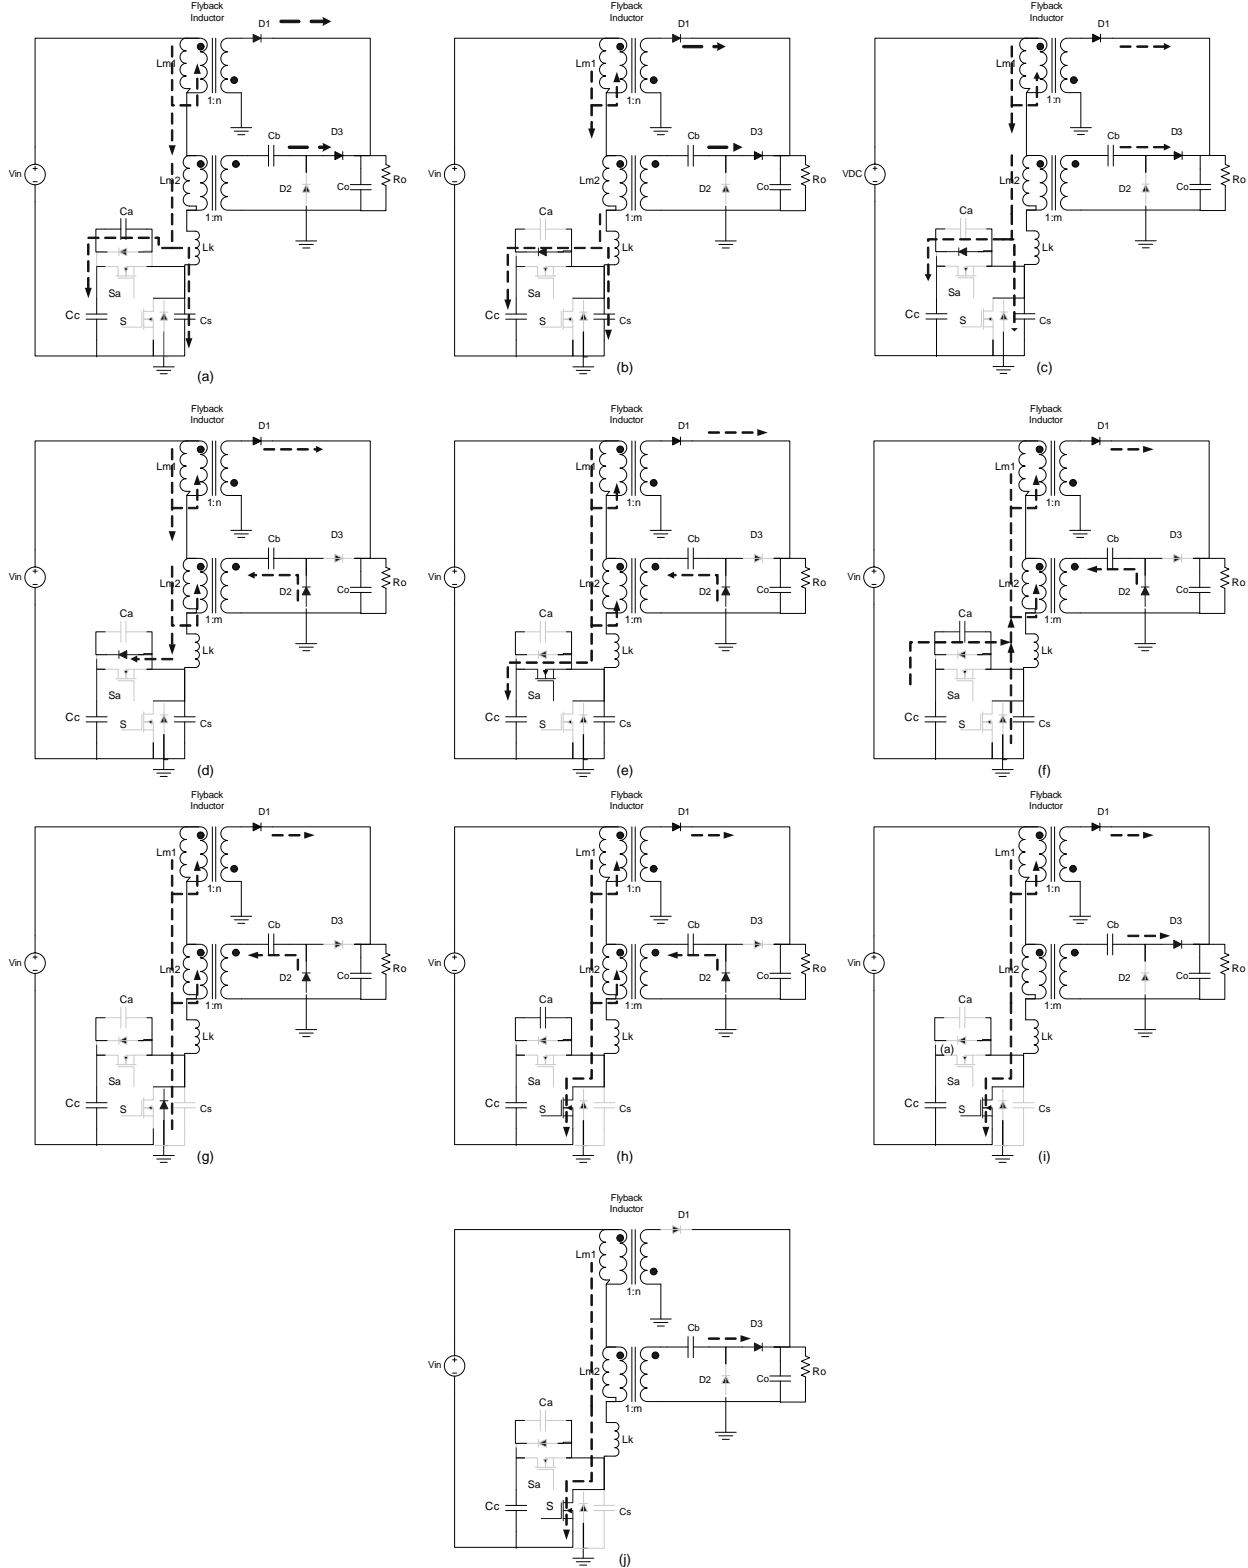 Flyback
Inductor
D1
Lm1
1:n
Cb
D3
Vin
Lm2
D2
Co
Ro
1:m
Ca
Lk
Sa
Cc
S
Cs
(a)
Flyback
Inductor
D1
Lm1
1:n
Cb
D3
Vin
Lm2
D2
Co
Ro
1:m
Ca
Lk
Sa
Cc
S
Cs
(b)
Flyback
Inductor
D1
Lm1
1:n
Cb
D3
VDC
Lm2
D2
Co
Ro
1:m
Ca
Lk
Sa
Cc
S
Cs
(c)
Flyback
Inductor
D1
Lm1
1:n
Cb
D3
Vin
Lm2
D2
Co
Ro
1:m
Ca
Lk
Sa
Cc
S
Cs
(d)
Flyback
Inductor
D1
Lm1
1:n
Cb
D3
Vin
Lm2
D2
Co
Ro
1:m
Ca
Lk
Sa
Cc
S
Cs
(e)
Flyback
Inductor
D1
Lm1
1:n
Cb
D3
Vin
Lm2
D2
Co
Ro
1:m
Ca
Lk
Sa
Cc
S
Cs
(f)
Flyback
Inductor
D1
Lm1
1:n
Cb
D3
Vin
Lm2
D2
Co
Ro
1:m
Ca
Lk
Sa
Cc
S
Cs
(g)
Flyback
Inductor
D1
Lm1
1:n
Cb
D3
Vin
Lm2
D2
Co
Ro
1:m
Ca
Lk
Sa
Cc
S
Cs
(h)
Flyback
Inductor
D1
Lm1
1:n
Cb
D3
Vin
Lm2
D2
Co
Ro
1:m
Ca
Lk
(a)
Sa
Cc
S
Cs
(i)
Flyback
Inductor
D1
Lm1
1:n
Cb
D3
Vin
Lm2
D2
Co
Ro
1:m
Ca
Lk
Sa
Cc
S
Cs
(j)